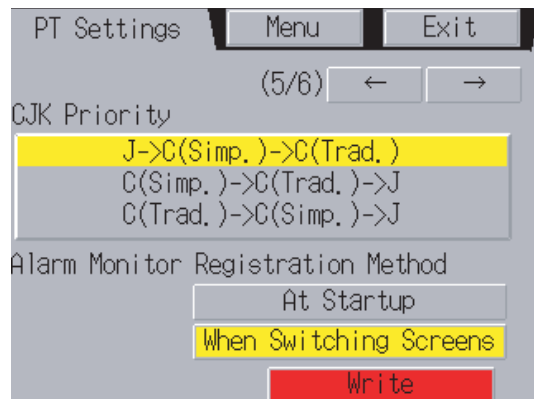 PT Settings Menu Exit
(5/6) ← →
CJK Priority
J->C(Simp.)->C(Trad.)
C(Simp.)->C(Trad.)->J
C(Trad.)->C(Simp.)->J
Alarm Monitor Registration Method
At Startup
When Switching Screens
Write